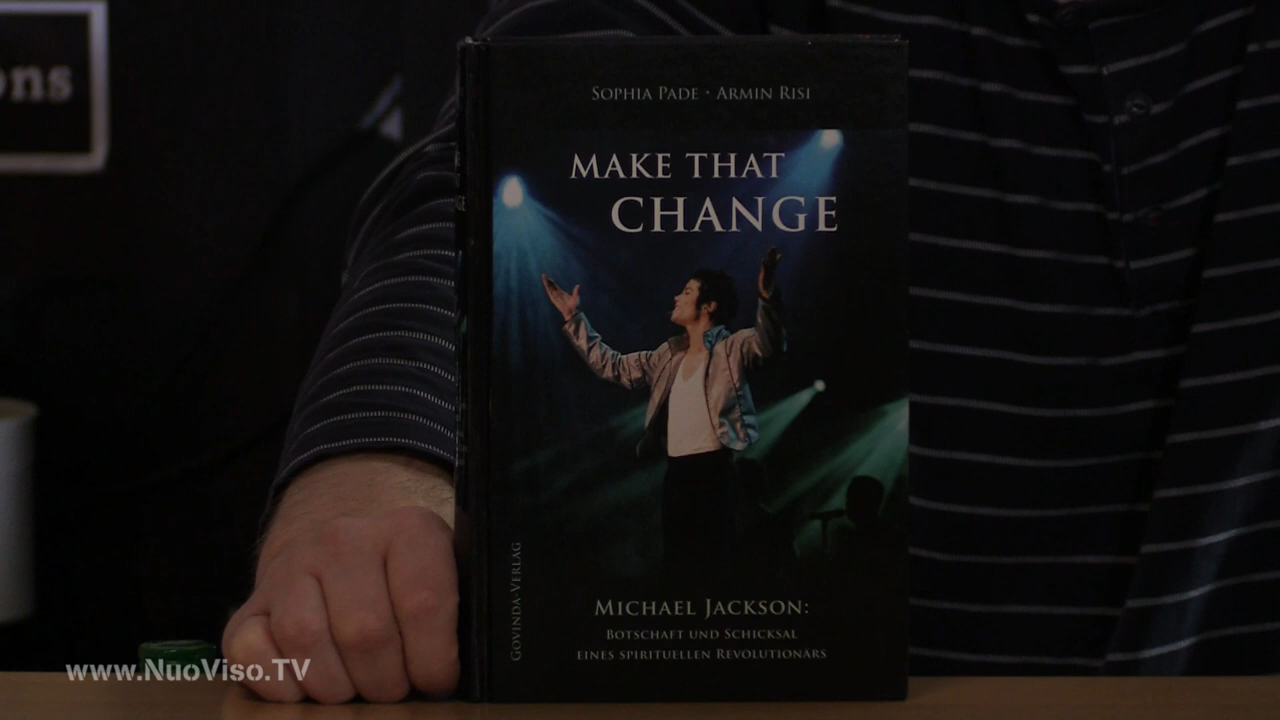 ons
SOPHIA PADE · ARMIN RISI
MAKE THAT
CHANGE
GOVINDA-VERLAG
MICHAEL JACKSON:
BOTSCHAFT UND SCHICKSAL
EINES SPIRITUELLEN REVOLUTIONÄRS
www.NuoViso.TV